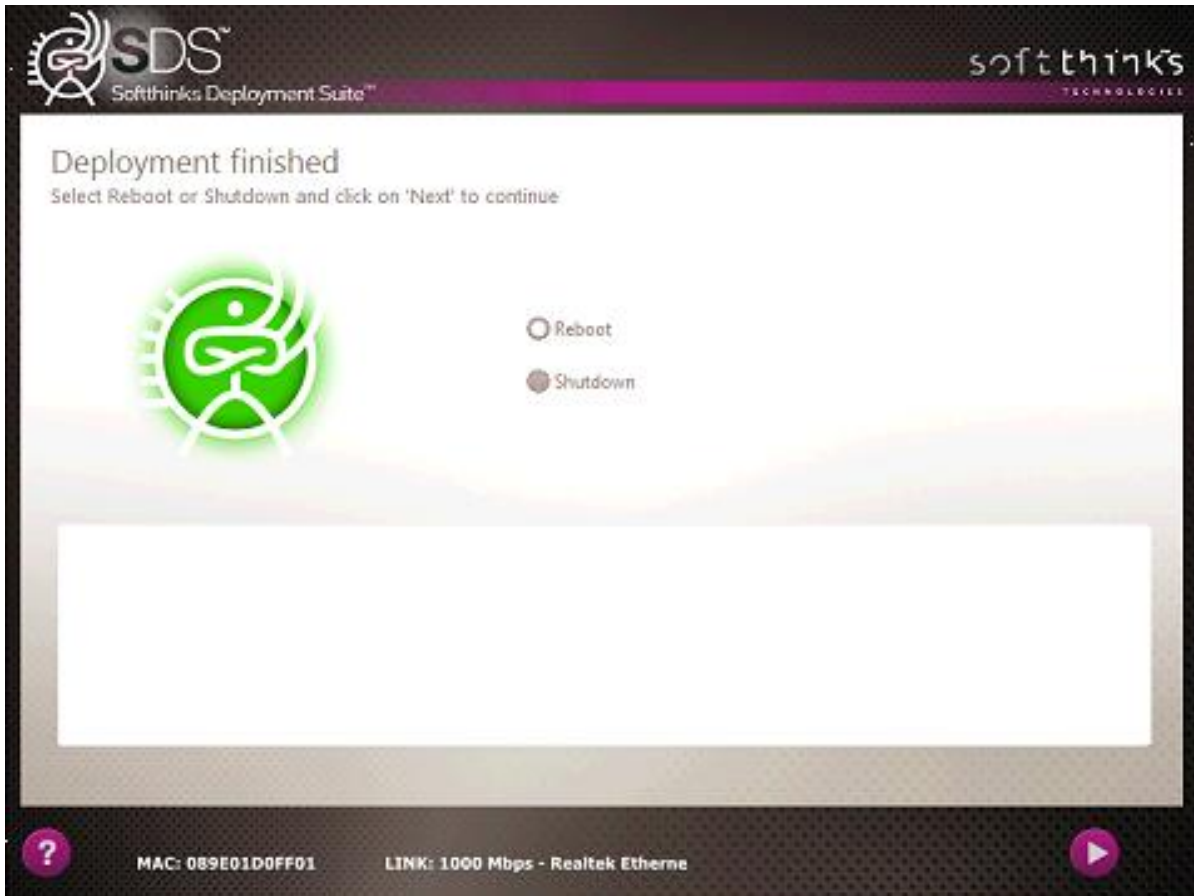 SDS™
Softthinks Deployment Suite™
softthinks
TECHNOLOGIES
Deployment finished
Select Reboot or Shutdown and click on 'Next' to continue
Reboot
Shutdown
?
MAC: 089E01D0FF01 LINK: 1000 Mbps - Realtek Etherne